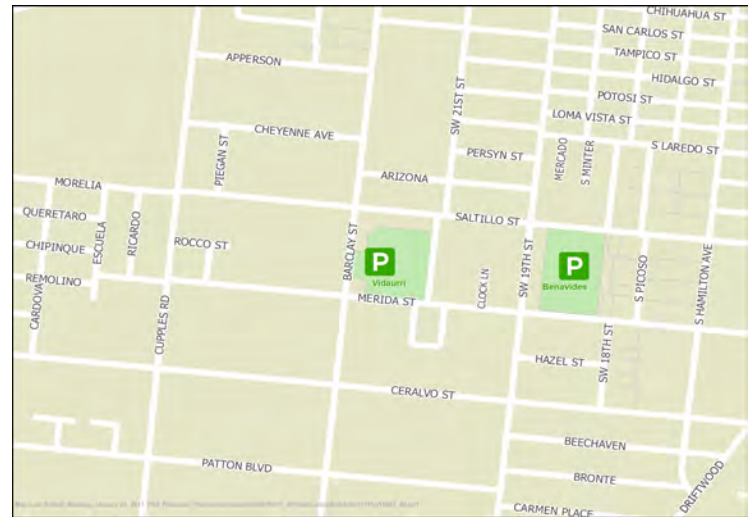 CHIHUAHUA ST
SAN CARLOS ST
TAMPICO ST
APPERSON
HIDALGO ST
POTOSI ST
SW 21ST ST
LOMA VISTA ST
CHEYENNE AVE
PIEGAN ST
PERSYN ST
MERCADO
S MINTER
S LAREDO ST
MORELIA
ARIZONA
QUERETARO
SALTILLO ST
ESCUELA
RICARDO
ROCCO ST
CHIPINQUE
BARCLAY ST
P
Vidaurri
SW 19TH ST
P
Benavides
S PICOSO
S HAMILTON AVE
REMOLINO
CLOCK LN
MERIDA ST
CARDOVA
CUPPLES RD
HAZEL ST
SW 18TH ST
CERALVO ST
BEECHAVEN
PATTON BLVD
BRONTE
DRIFTWOOD
CARMEN PLACE